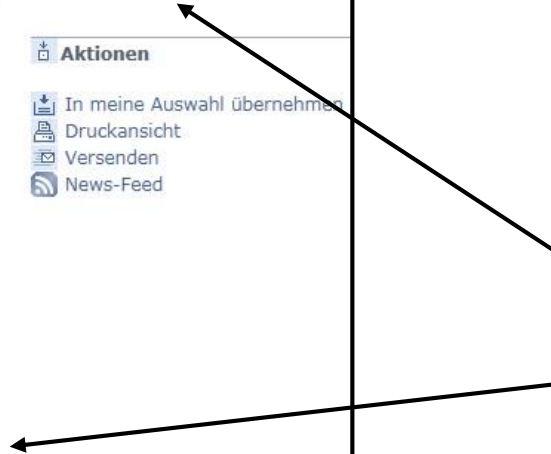 Aktionen
In meine Auswahl übernehmen
Druckansicht
Versenden
News-Feed